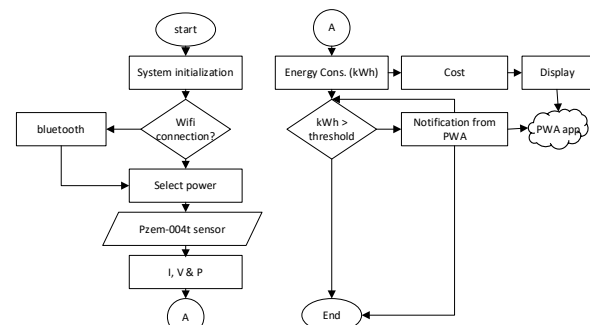 start
System initialization
Wifi
connection?
bluetooth
Select power
Pzem-004t sensor
I, V & P
A
A
Energy Cons. (kWh)
Cost
Display
kWh >
threshold
Notification from
PWA
PWA app
End